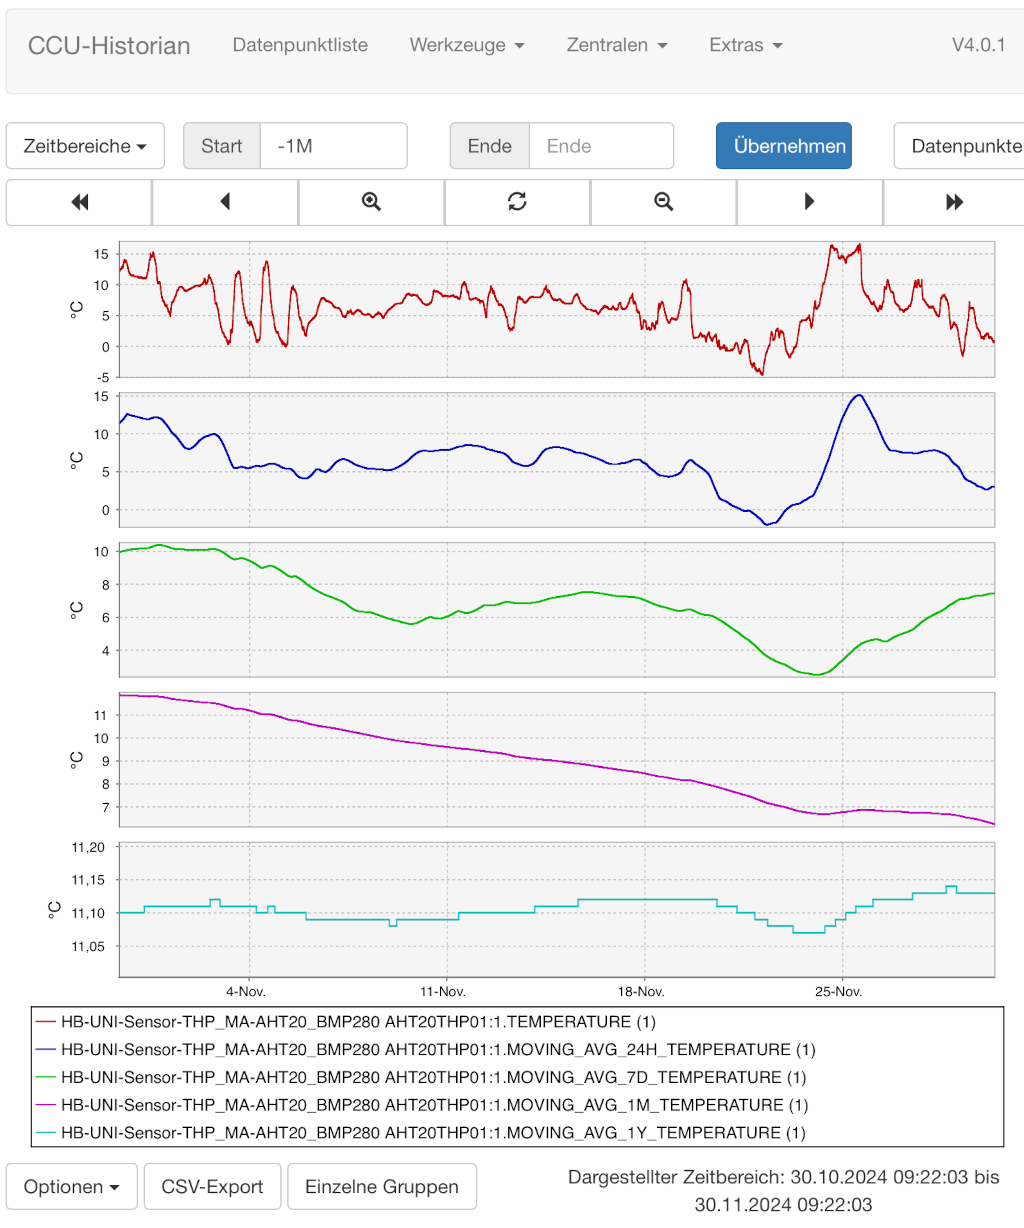 CCU-Historian Datenpunktliste Werkzeuge Zentralen Extras V4.0.1
Zeitbereiche Start -1M Ende Ende Übernehmen Datenpunkte
15
10
°C
5
0
-5
15
10
°C
5
0
10
8
°C
6
4
11
10
°C
9
8
7
11,20
11,15
°C
11,10
11,05
4-Nov. 11-Nov. 18-Nov. 25-Nov.
HB-UNI-Sensor-THP_MA-AHT20_BMP280 AHT20THP01:1.TEMPERATURE (1)
HB-UNI-Sensor-THP_MA-AHT20_BMP280 AHT20THP01:1.MOVING_AVG_24H_TEMPERATURE (1)
HB-UNI-Sensor-THP_MA-AHT20_BMP280 AHT20THP01:1.MOVING_AVG_7D_TEMPERATURE (1)
HB-UNI-Sensor-THP_MA-AHT20_BMP280 AHT20THP01:1.MOVING_AVG_1M_TEMPERATURE (1)
HB-UNI-Sensor-THP_MA-AHT20_BMP280 AHT20THP01:1.MOVING_AVG_1Y_TEMPERATURE (1)
Optionen CSV-Export Einzelne Gruppen
Dargestellter Zeitbereich: 30.10.2024 09:22:03 bis
30.11.2024 09:22:03